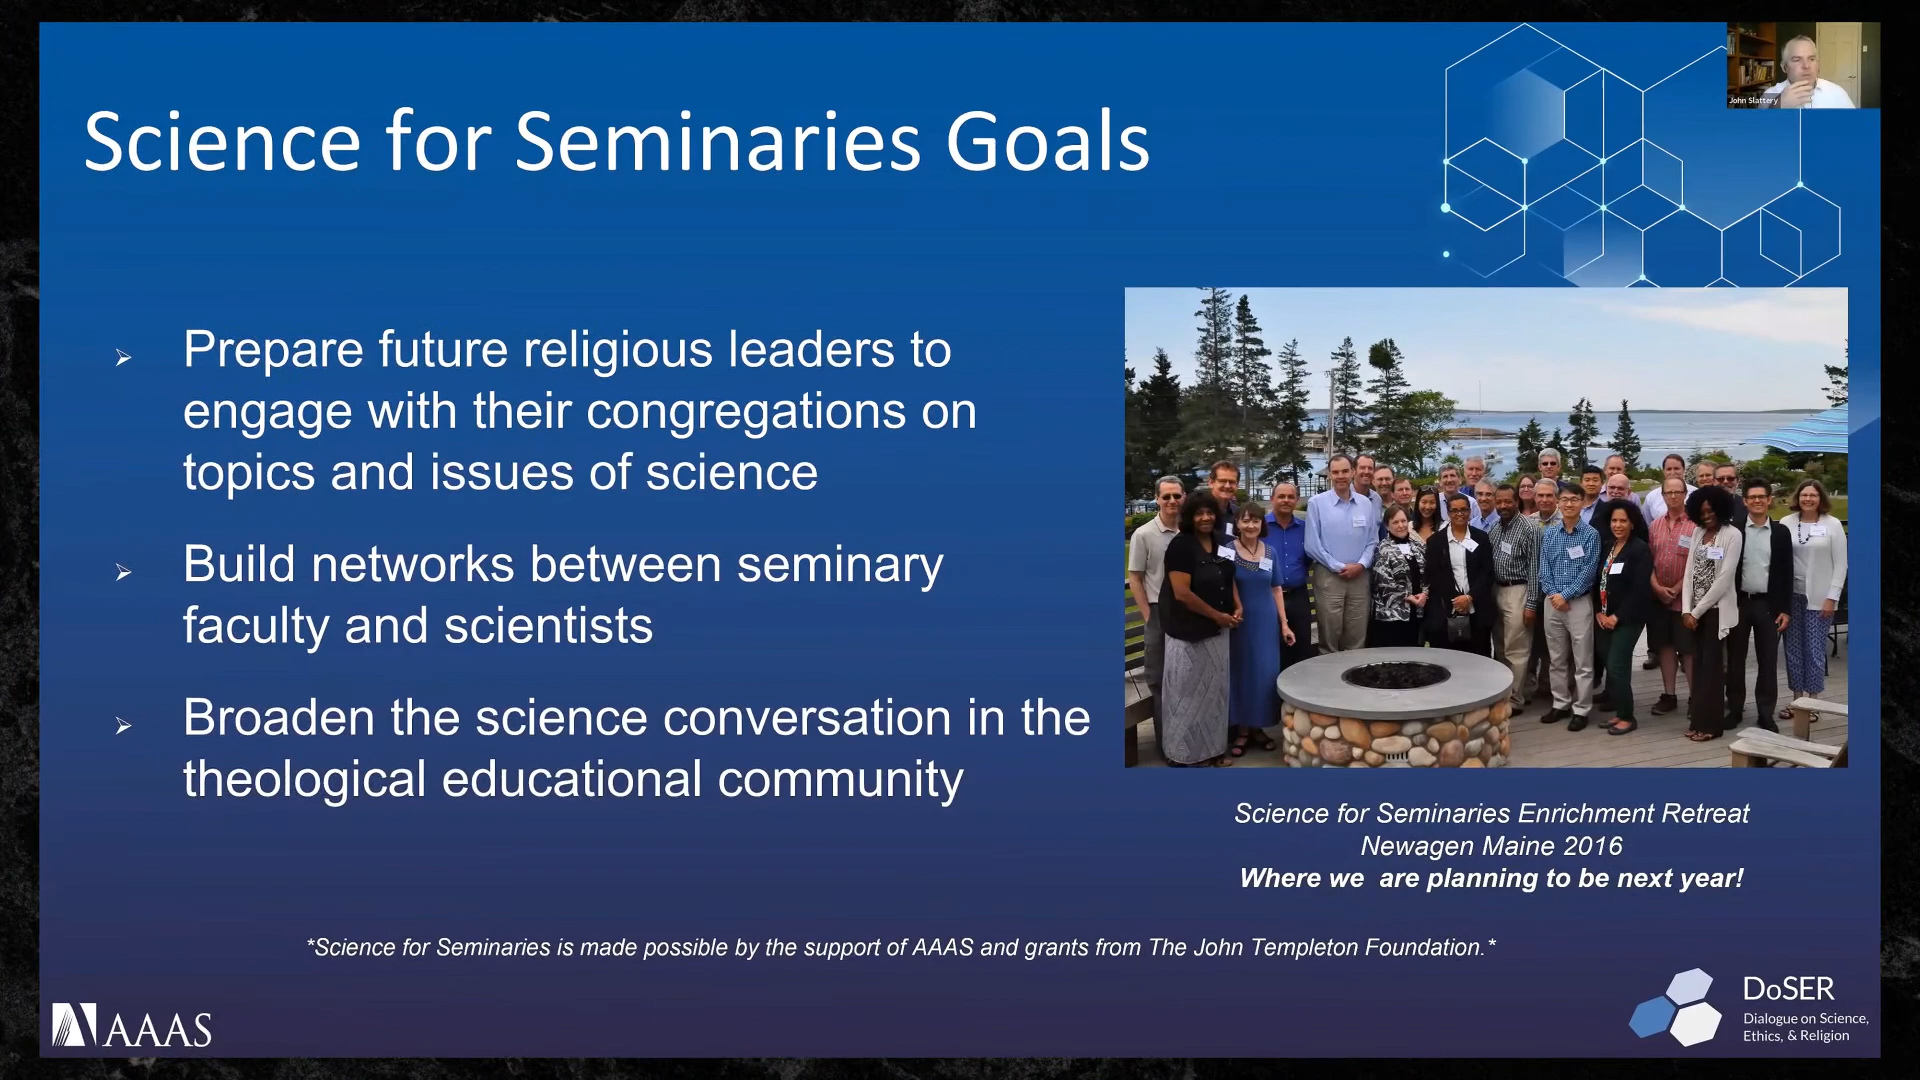 John Slattery
Science for Seminaries Goals
Prepare future religious leaders to
engage with their congregations on
topics and issues of science
Build networks between seminary
faculty and scientists
Broaden the science conversation in the
theological educational community
Science for Seminaries Enrichment Retreat
Newagen Maine 2016
Where we are planning to be next year!
*Science for Seminaries is made possible by the support of AAAS and grants from The John Templeton Foundation.*
AAAS
DoSER
Dialogue on Science,
Ethics, & Religion